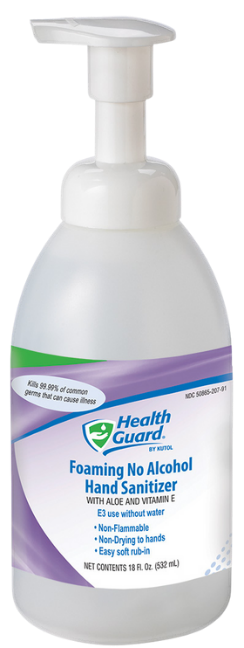 Kills 99.99% of common
germs that can cause illness
NDC 50865-207-91
Health
Guard®
BY KUTOL
Foaming No Alcohol
Hand Sanitizer
WITH ALOE AND VITAMIN E
E3 use without water
• Non-Flammable
• Non-Drying to hands
• Easy soft rub-in
NET CONTENTS 18 Fl. Oz. (532 mL)